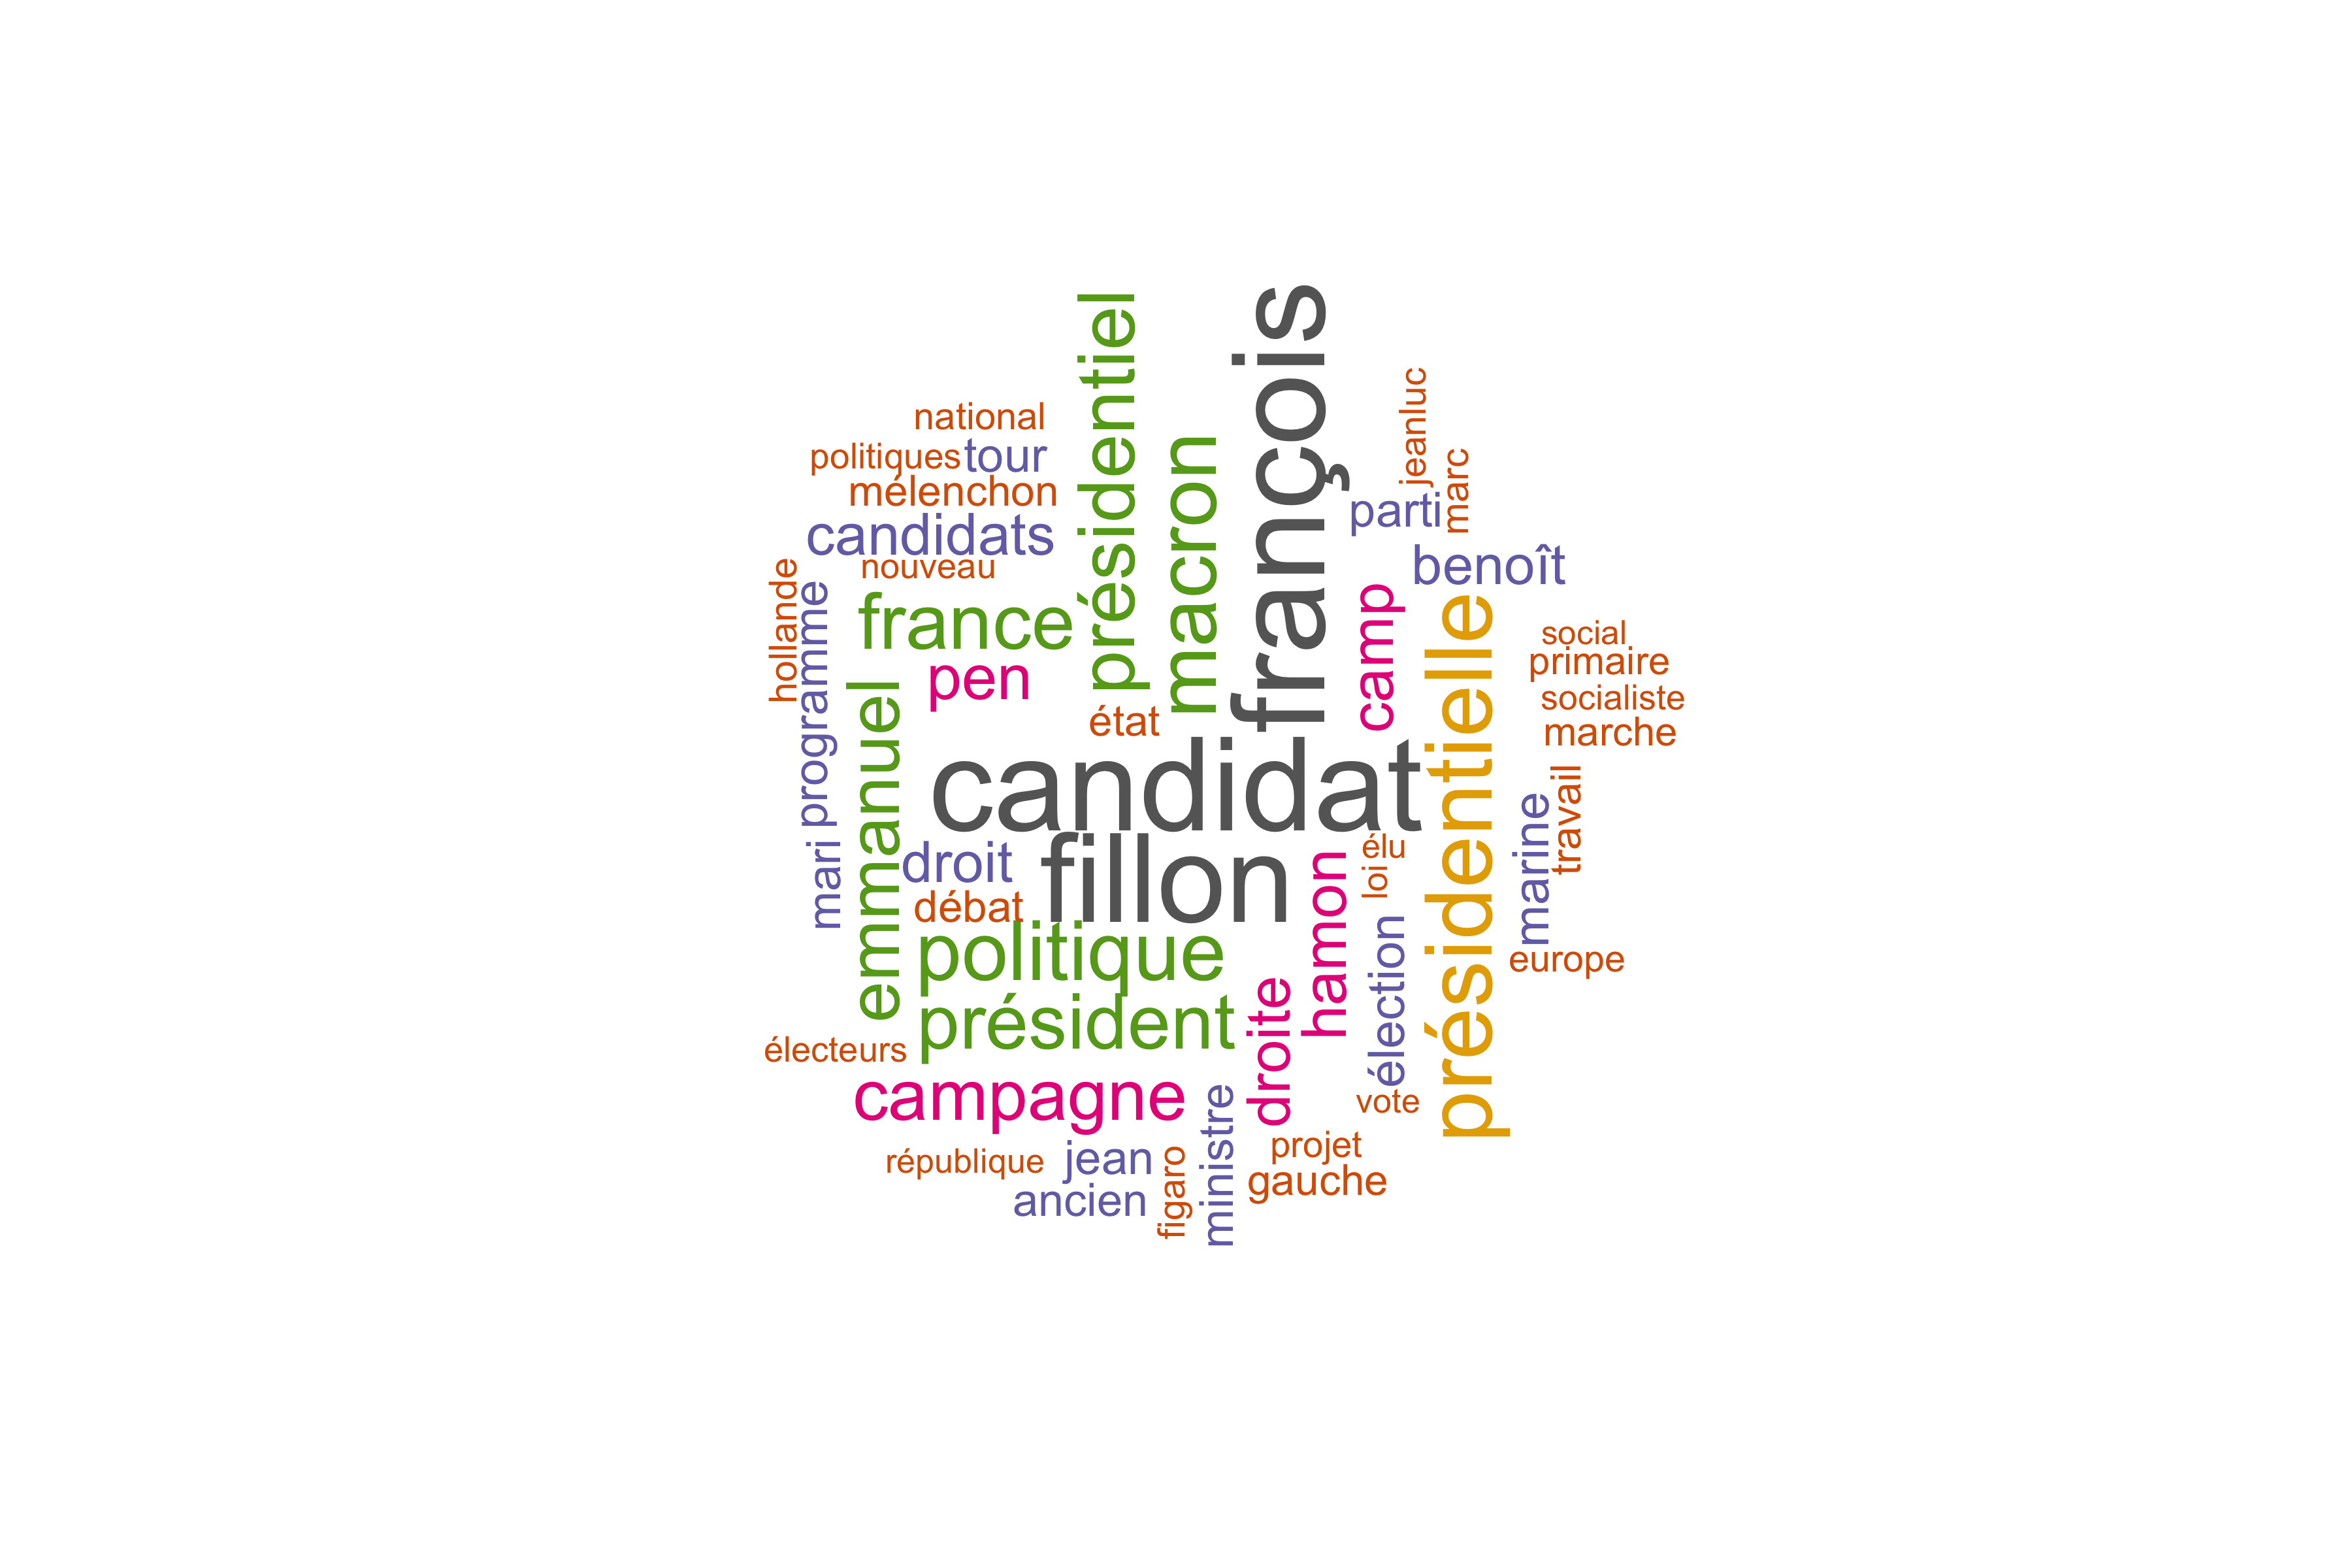 françois
présidentiel
jeanluc
national
macron
politiques
tour
marc
mélenchon
parti
candidats
benoît
nouveau
hollande
programme
camp
france
présidentielle
social
primaire
pen
emmanuel
socialiste
état
marche
candidat
travail
marine
fillon
élu
mari
droit
loi
hamon
débat
élection
politique
europe
droite
président
électeurs
campagne
vote
ministre
projet
figaro
jean
république
gauche
ancien